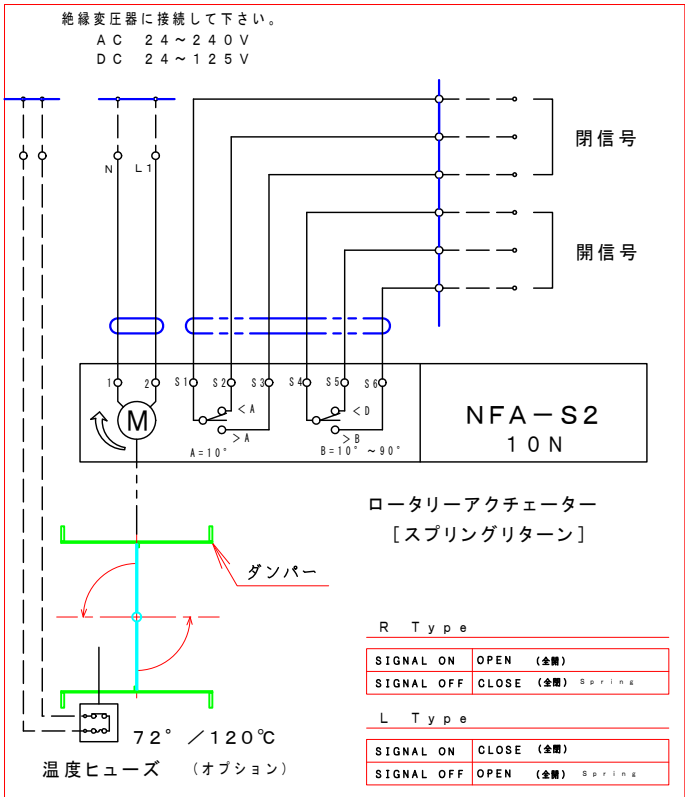 絶縁変圧器に接続して下さい。
AC 24~240V
DC 24~125V
閉信号
N L1
開信号
1 2 S1 S2 S3 S4 S5 S6
M
<A
>A
A=10°
<D
>B
B=10° ~90°
NFA-S2
10N
ロータリーアクチェーター
[スプリングリターン]
ダンパー
R Type
SIGNAL ON OPEN (全開)
SIGNAL OFF CLOSE (全閉) Spring
L Type
SIGNAL ON CLOSE (全閉)
SIGNAL OFF OPEN (全開) Spring
72° /120℃
温度ヒューズ (オプション)